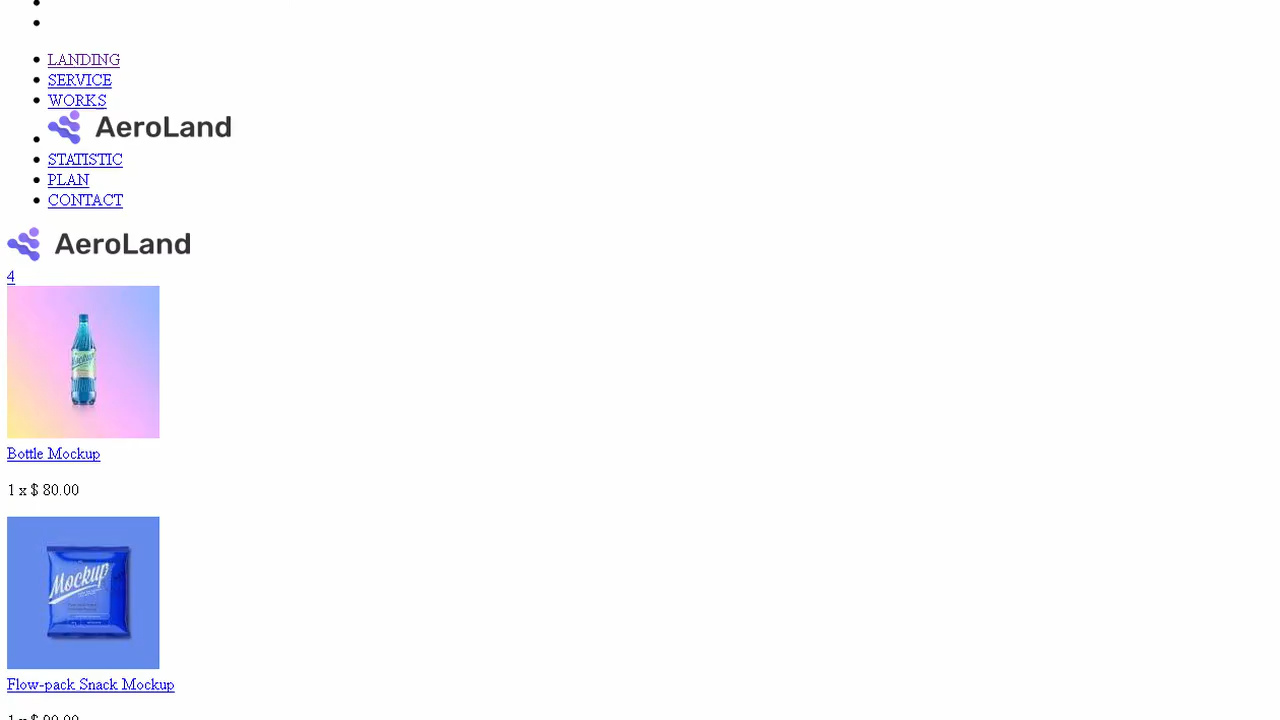 LANDING
SERVICE
WORKS
AeroLand
STATISTIC
PLAN
CONTACT
AeroLand
4
Mockup
Bottle Mockup
1 x $ 80.00
Mockup
Flow-pack Snack Mockup